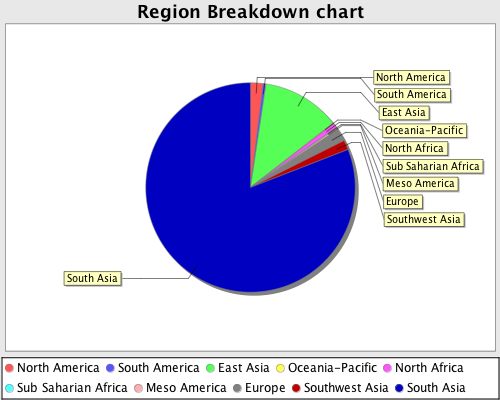 Region Breakdown chart
North America
South America
East Asia
Oceania-Pacific
North Africa
Sub Saharian Africa
Meso America
Europe
Southwest Asia
South Asia
North America South America East Asia Oceania-Pacific North Africa
Sub Saharian Africa Meso America Europe Southwest Asia South Asia